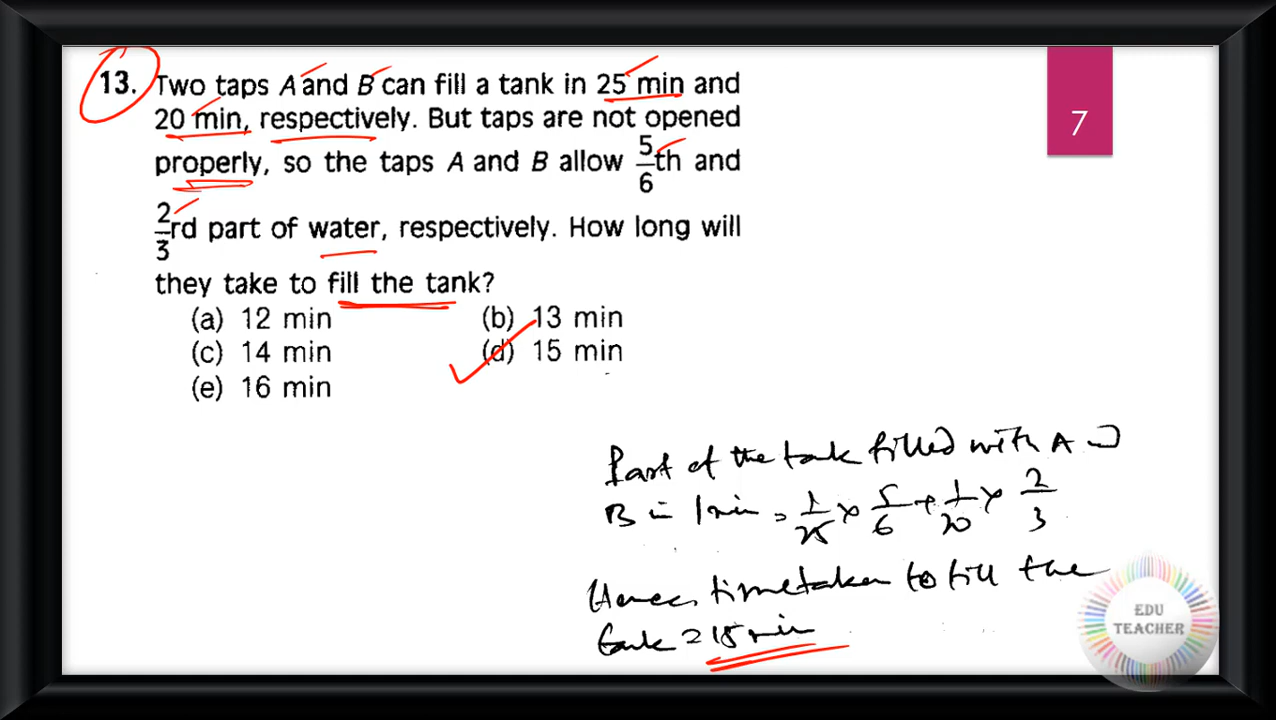 13. Two taps A and B can fill a tank in 25 min and
20 min, respectively. But taps are not opened
properly, so the taps A and B allow 5/6 th and
2/3 rd part of water, respectively. How long will
they take to fill the tank?
(a) 12 min (b) 13 min
(c) 14 min (d) 15 min
(e) 16 min
7
Part of the tank filled with A
B in 1 min = 1/25 × 5/6 + 1/20 × 2/3
Hence, time taken to fill the
tank = 15 min
EDU
TEACHER